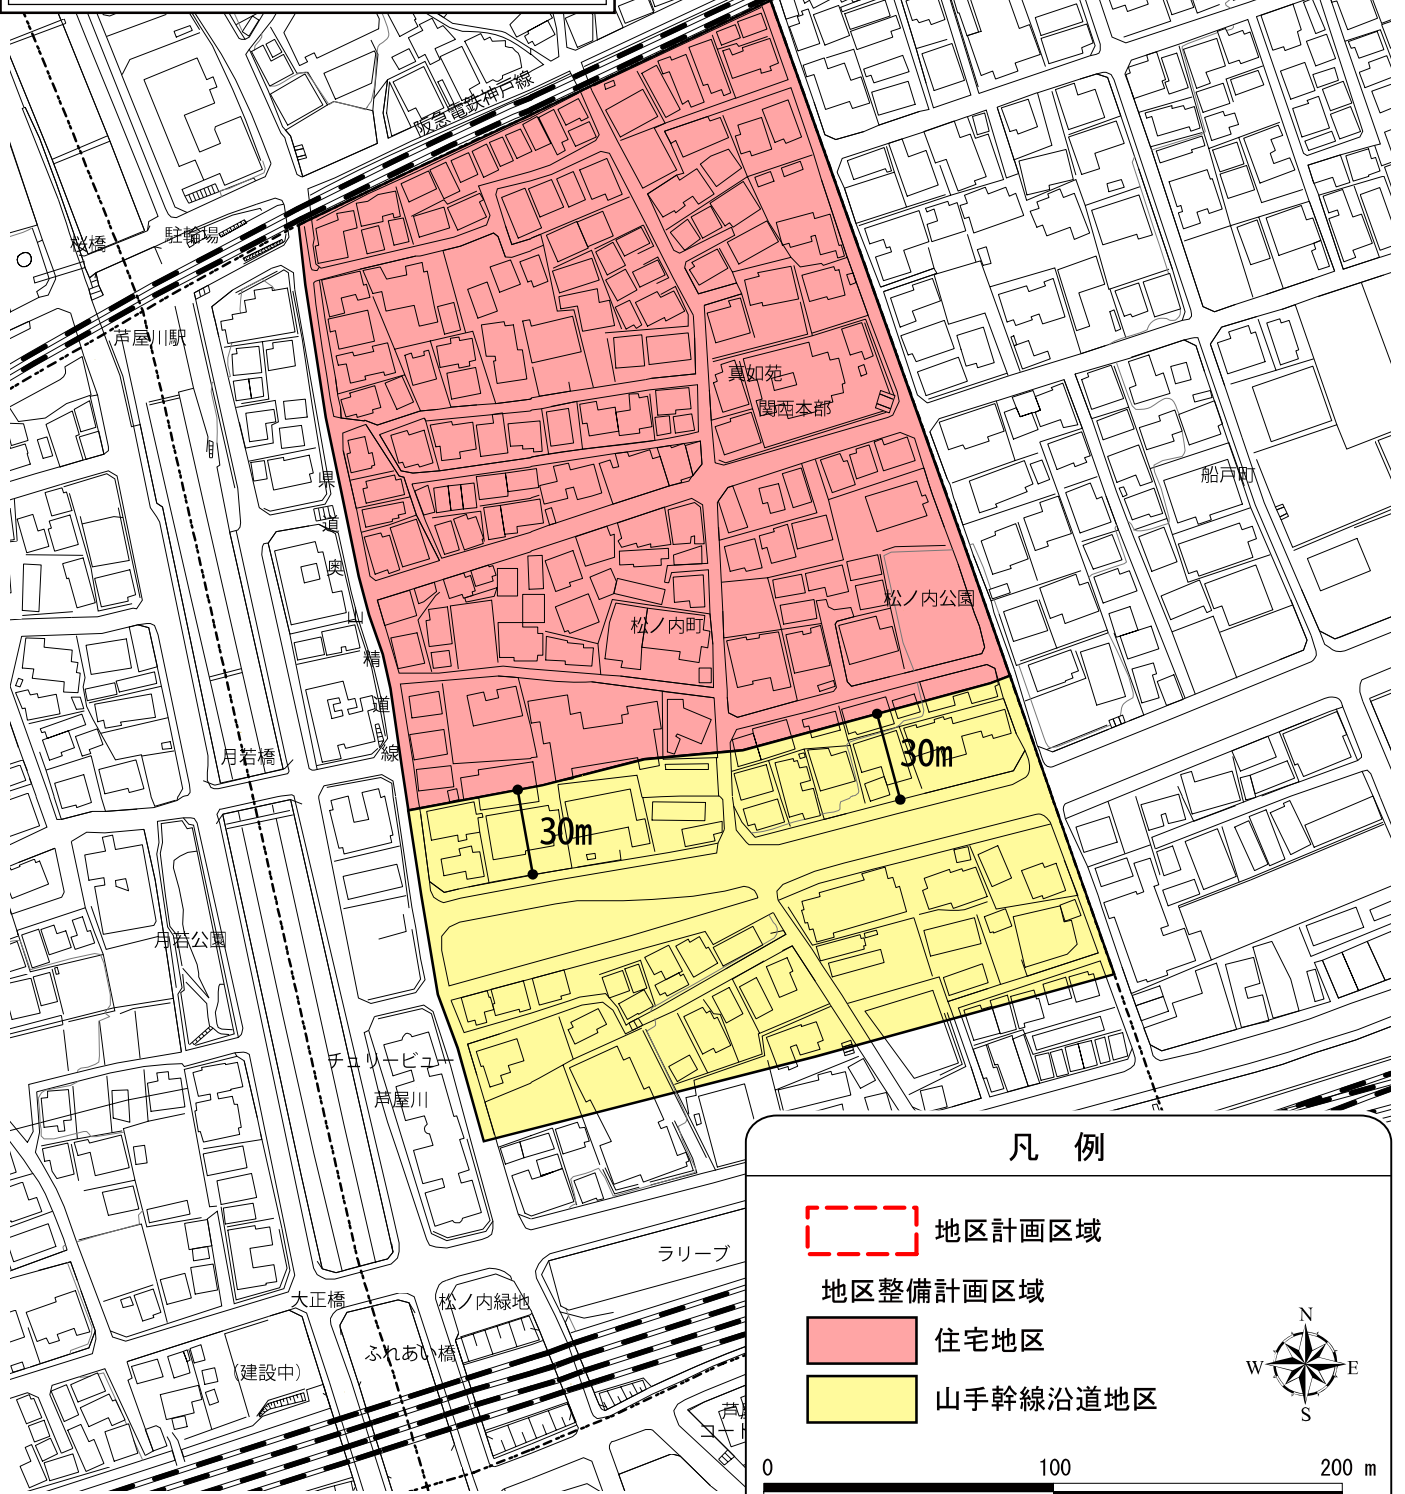 阪急電鉄神戸線
桜橋
駐輪場
芦屋川駅
真如苑
関西本部
船戸町
県道奥山精道線
松ノ内公園
松ノ内町
月若橋
30m
30m
月若公園
チュリービュー
芦屋川
ラリーブ
大正橋
松ノ内緑地
ふれあい橋
（建設中）
コート
凡 例
地区計画区域
地区整備計画区域
住宅地区
山手幹線沿道地区
N
W E
S
0 100 200 m